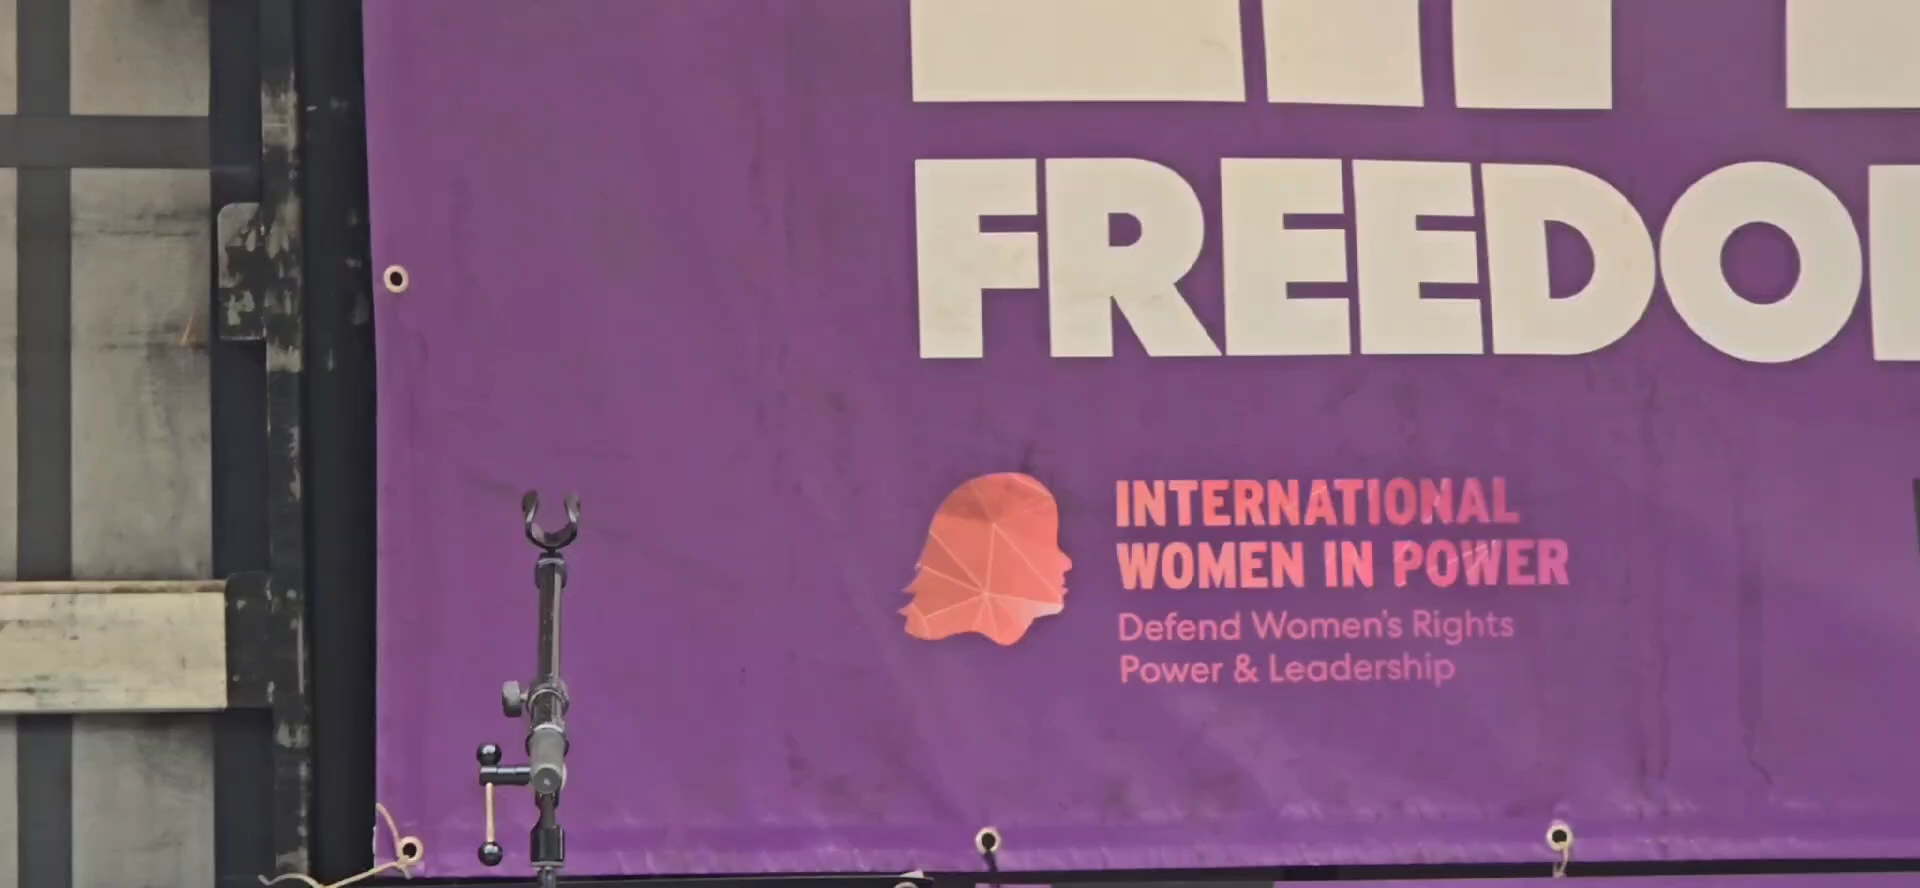 FREEDO
INTERNATIONAL
WOMEN IN POWER
Defend Women's Rights
Power & Leadership